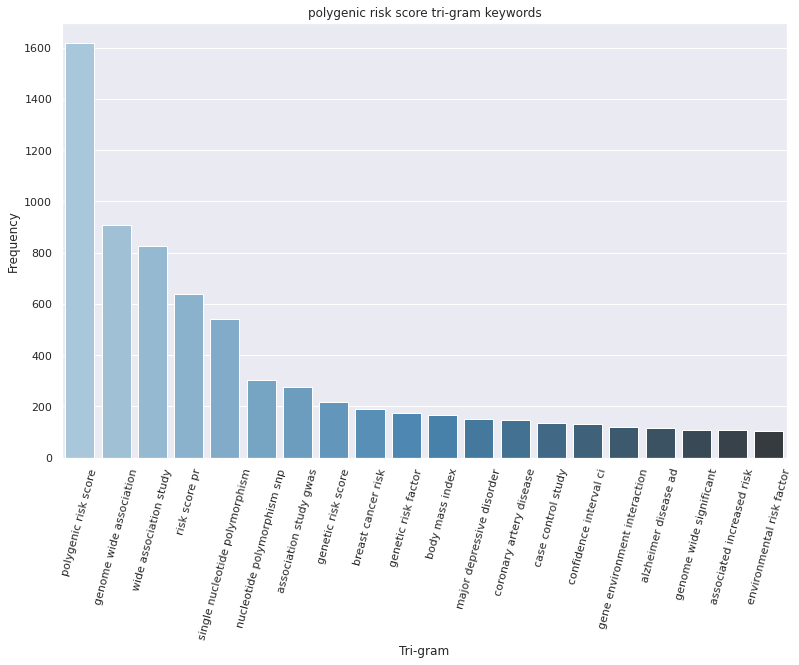 polygenic risk score tri-gram keywords
Frequency
1600
1400
1200
1000
800
600
400
200
0
polygenic risk score
genome wide association
wide association study
risk score pr
single nucleotide polymorphism
nucleotide polymorphism snp
association study gwas
genetic risk score
breast cancer risk
genetic risk factor
body mass index
major depressive disorder
coronary artery disease
case control study
confidence interval ci
gene environment interaction
alzheimer disease ad
genome wide significant
associated increased risk
environmental risk factor
Tri-gram